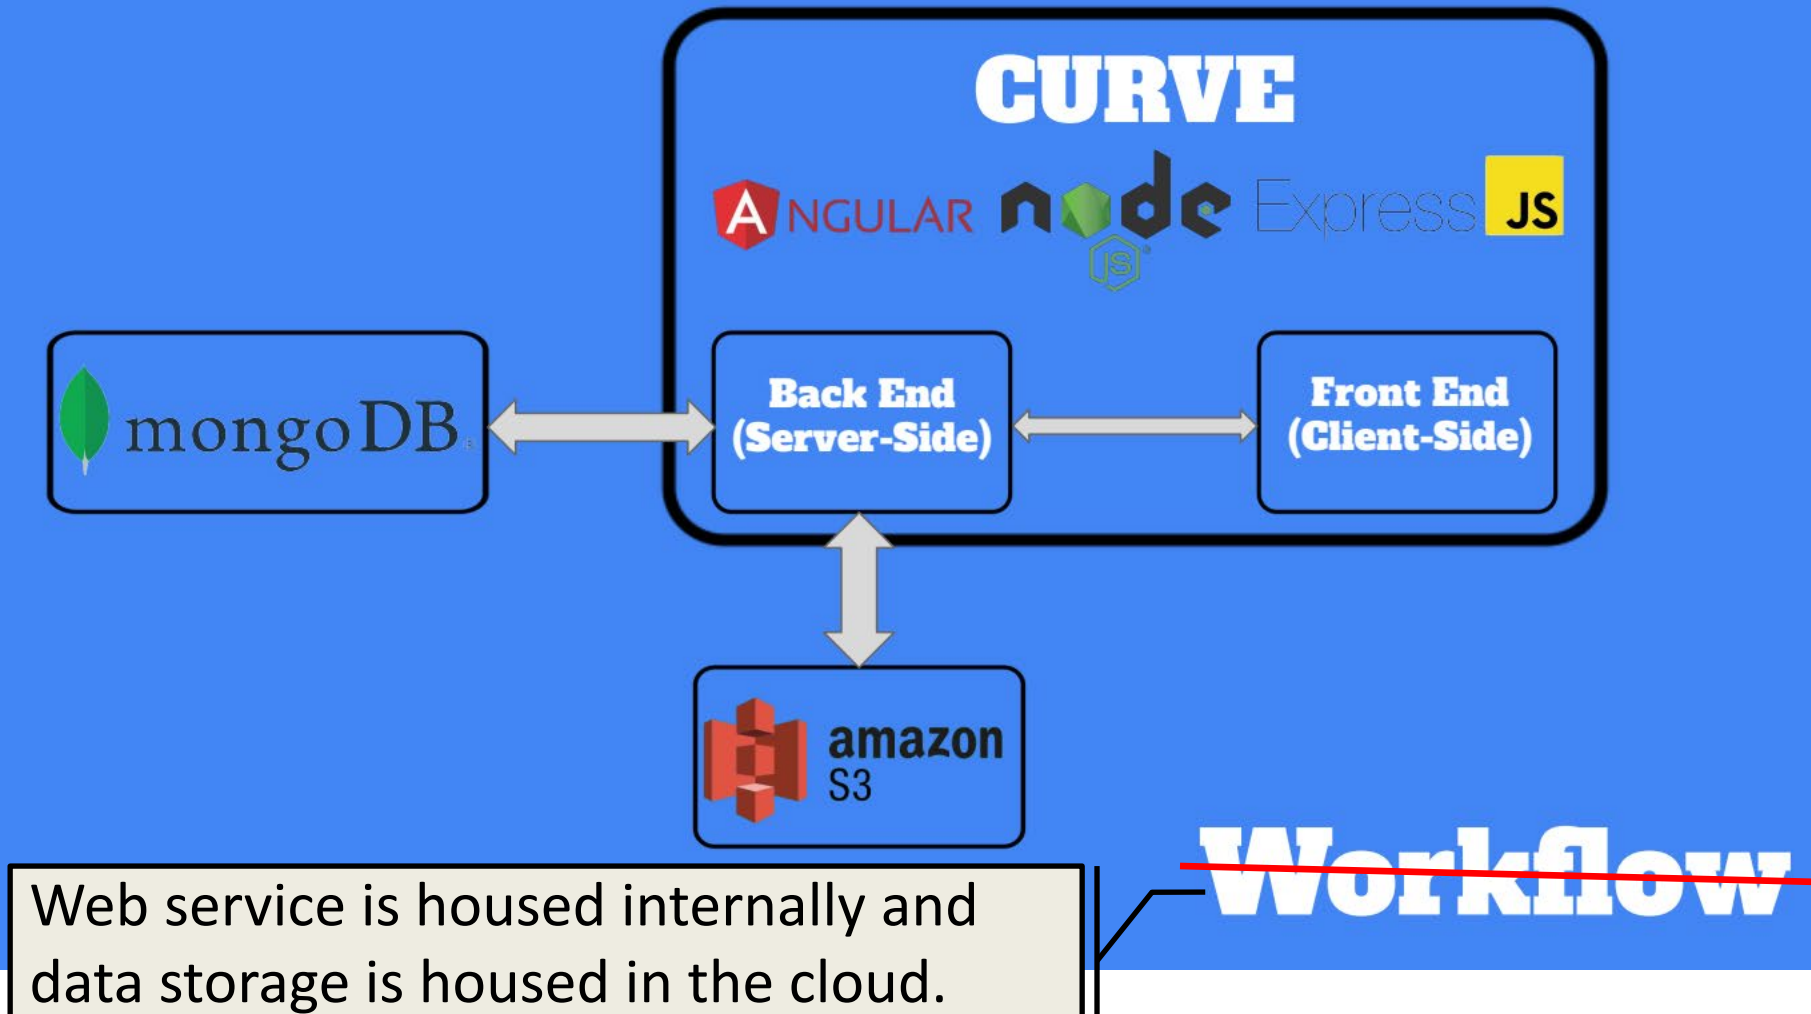 CURVE
ANGULAR node Express JS
JS
mongoDB
Back End
(Server-Side)
Front End
(Client-Side)
amazon
S3
Workflow
Web service is housed internally and
data storage is housed in the cloud.